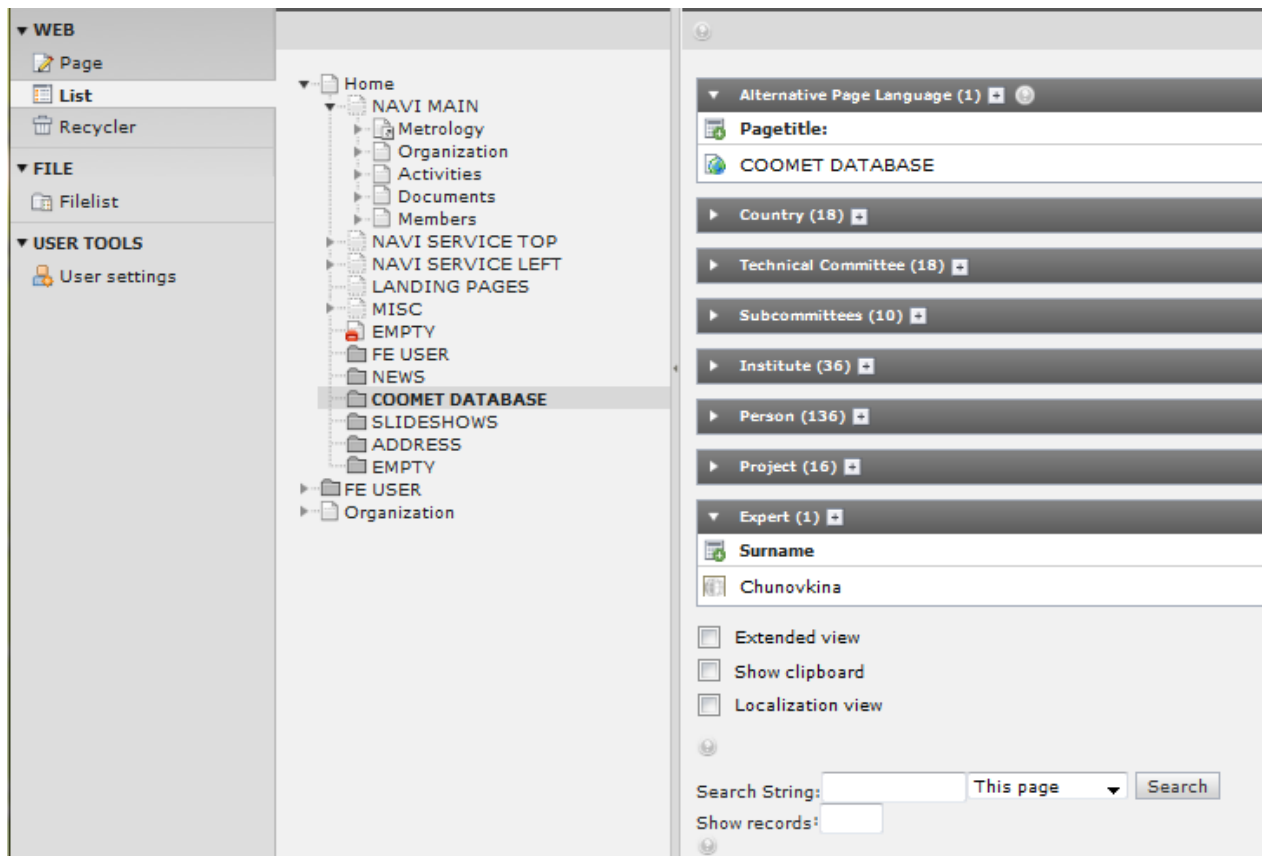 WEB
Page
List
Recycler
FILE
Filelist
USER TOOLS
User settings
Home
NAVI MAIN
Metrology
Organization
Activities
Documents
Members
NAVI SERVICE TOP
NAVI SERVICE LEFT
LANDING PAGES
MISC
EMPTY
FE USER
NEWS
COOMET DATABASE
SLIDESHOWS
ADDRESS
EMPTY
FE USER
Organization
Alternative Page Language (1)
Pagetitle:
COOMET DATABASE
Country (18)
Technical Committee (18)
Subcommittees (10)
Institute (36)
Person (136)
Project (16)
Expert (1)
Surname
Chunovkina
Extended view
Show clipboard
Localization view
Search String: This page Search
Show records: